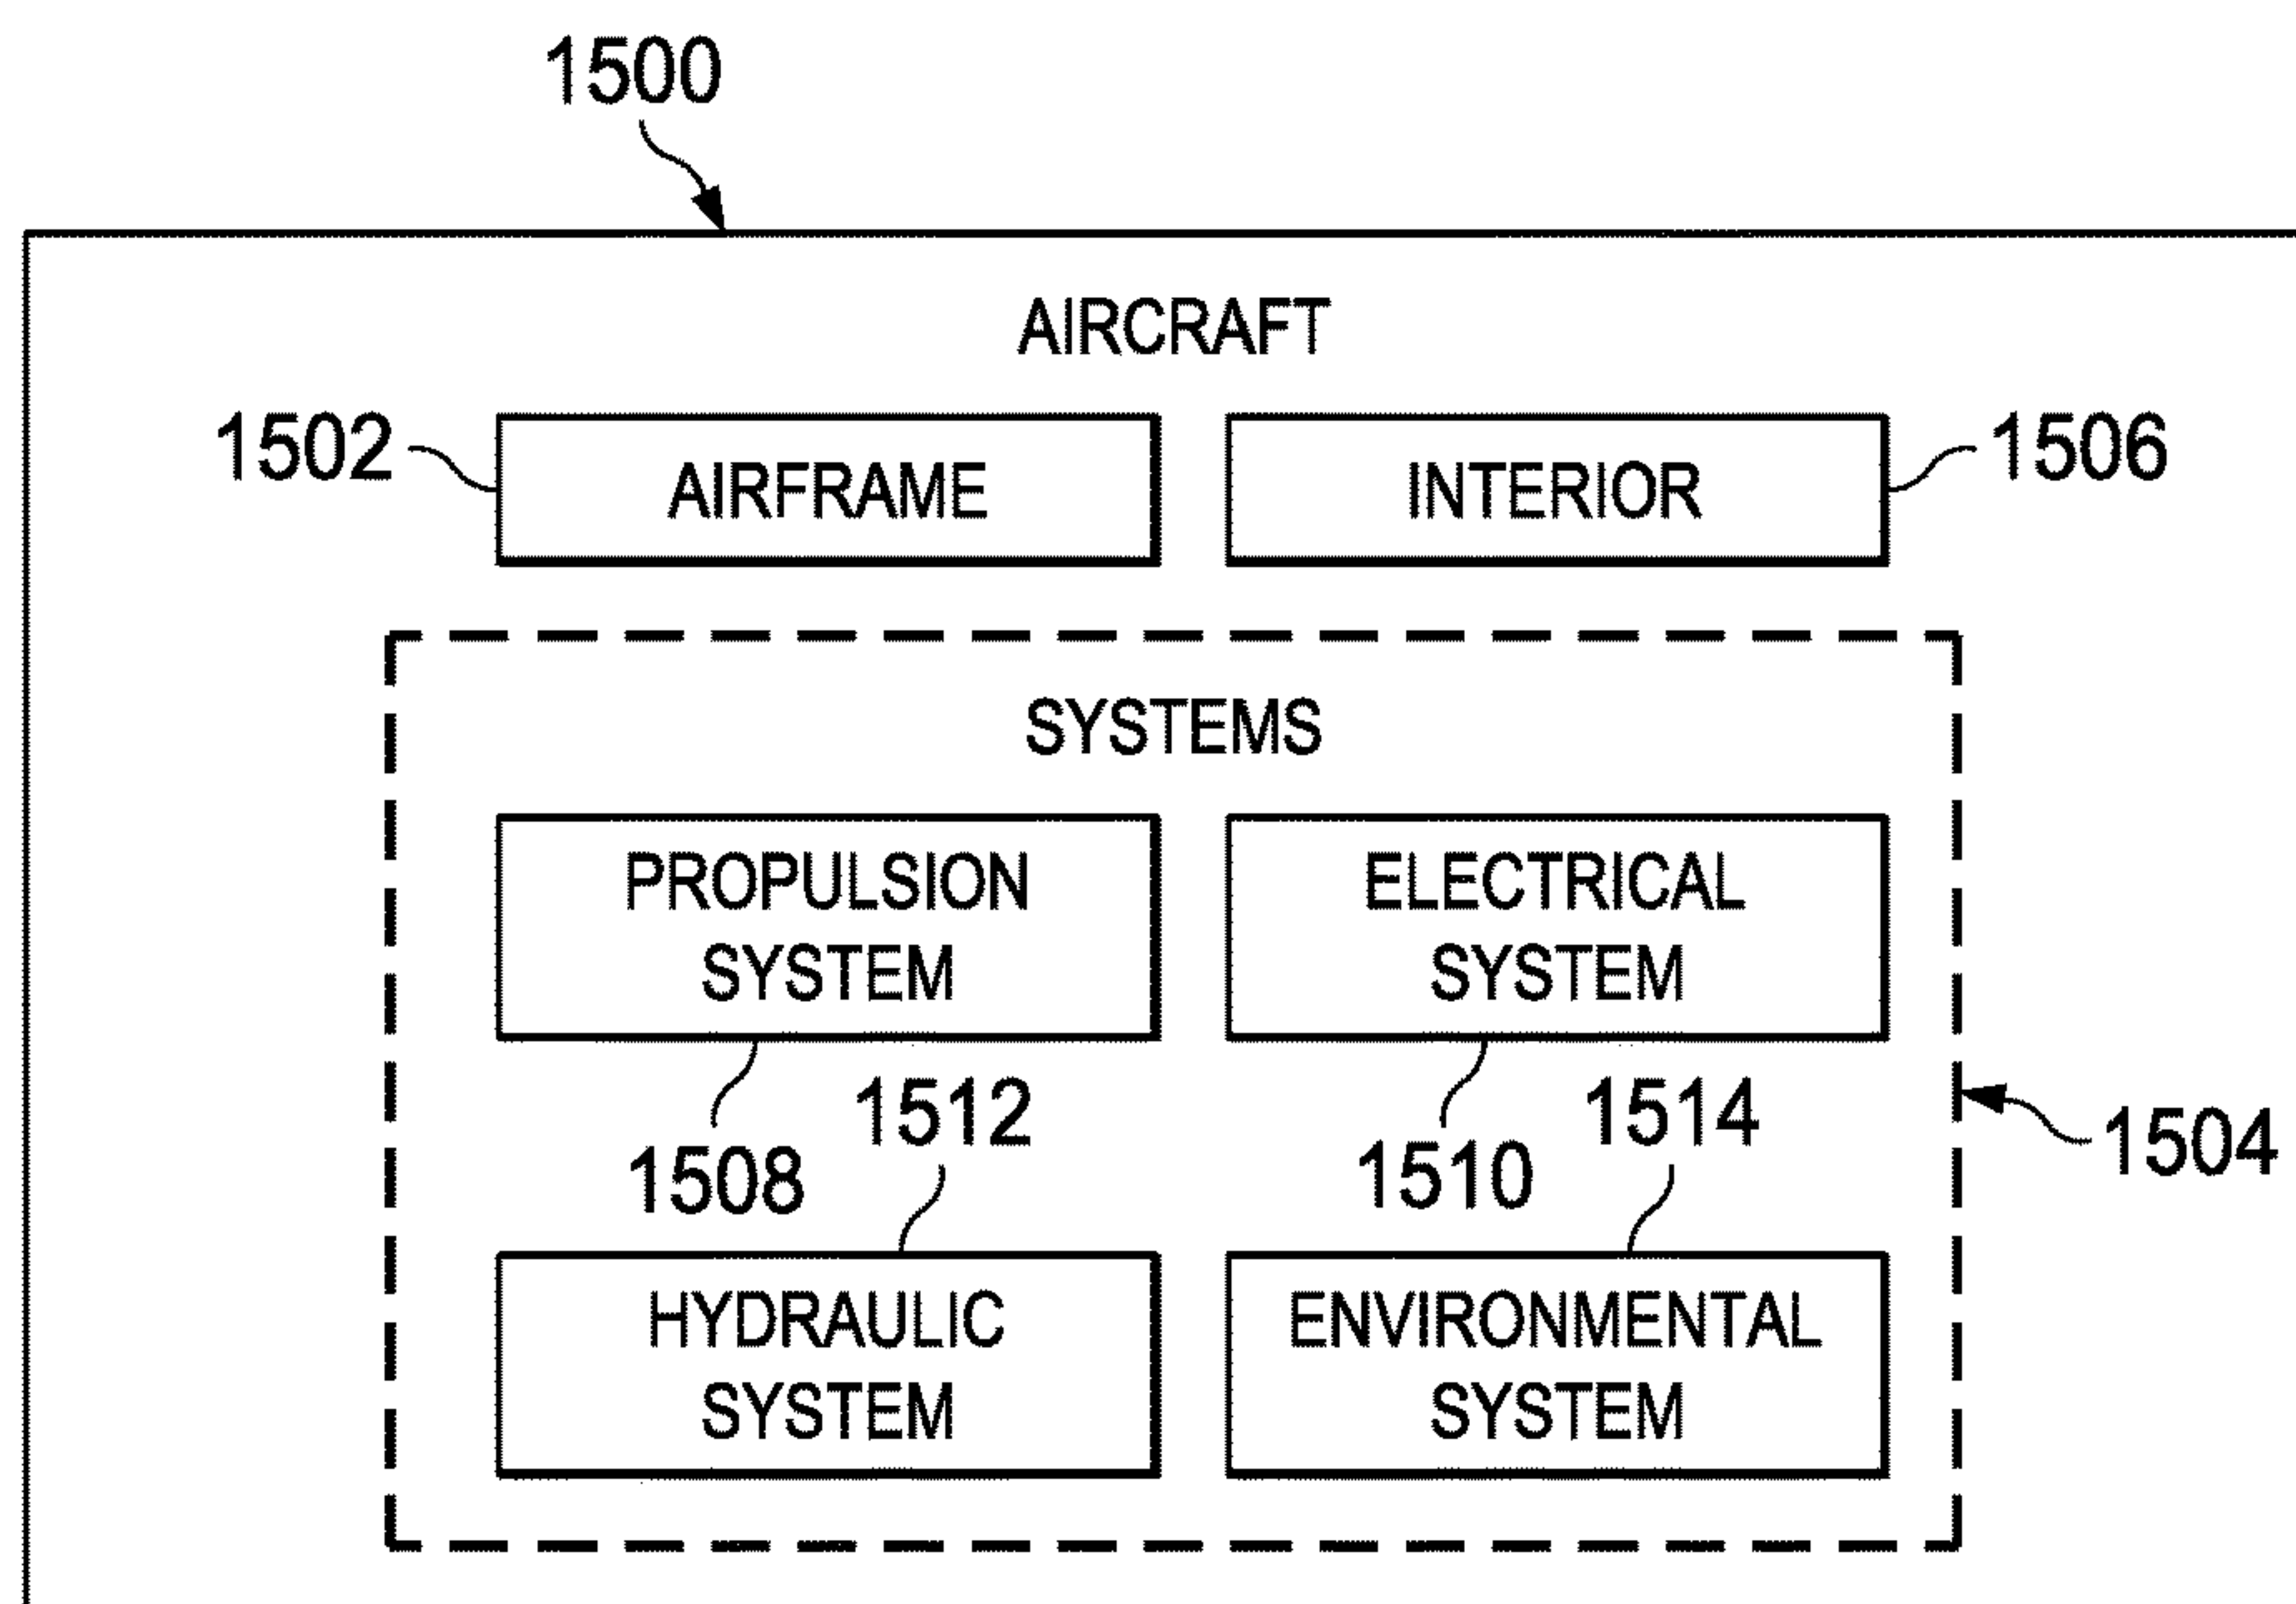 1500
AIRCRAFT
1502 AIRFRAME INTERIOR 1506
SYSTEMS
PROPULSION ELECTRICAL
SYSTEM SYSTEM
1512 1514
1508 1510 1504
HYDRAULIC ENVIRONMENTAL
SYSTEM SYSTEM